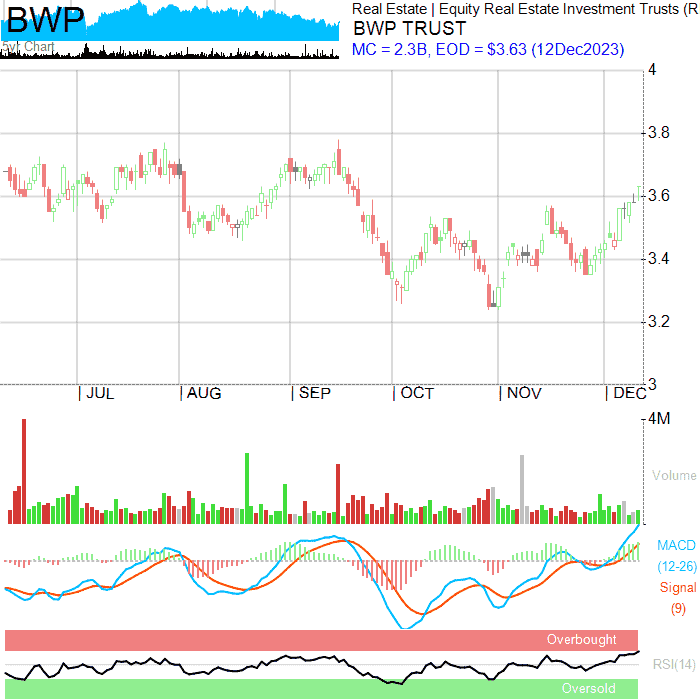 BWP
5yr Chart
Real Estate | Equity Real Estate Investment Trusts (R
BWP TRUST
MC = 2.3B, EOD = $3.63 (12Dec2023)
4
3.8
3.6
3.4
3.2
3
| JUL | AUG | SEP | OCT | NOV | DEC
4M
Volume
MACD
(12-26)
Signal
(9)
Overbought
RSI(14)
Oversold